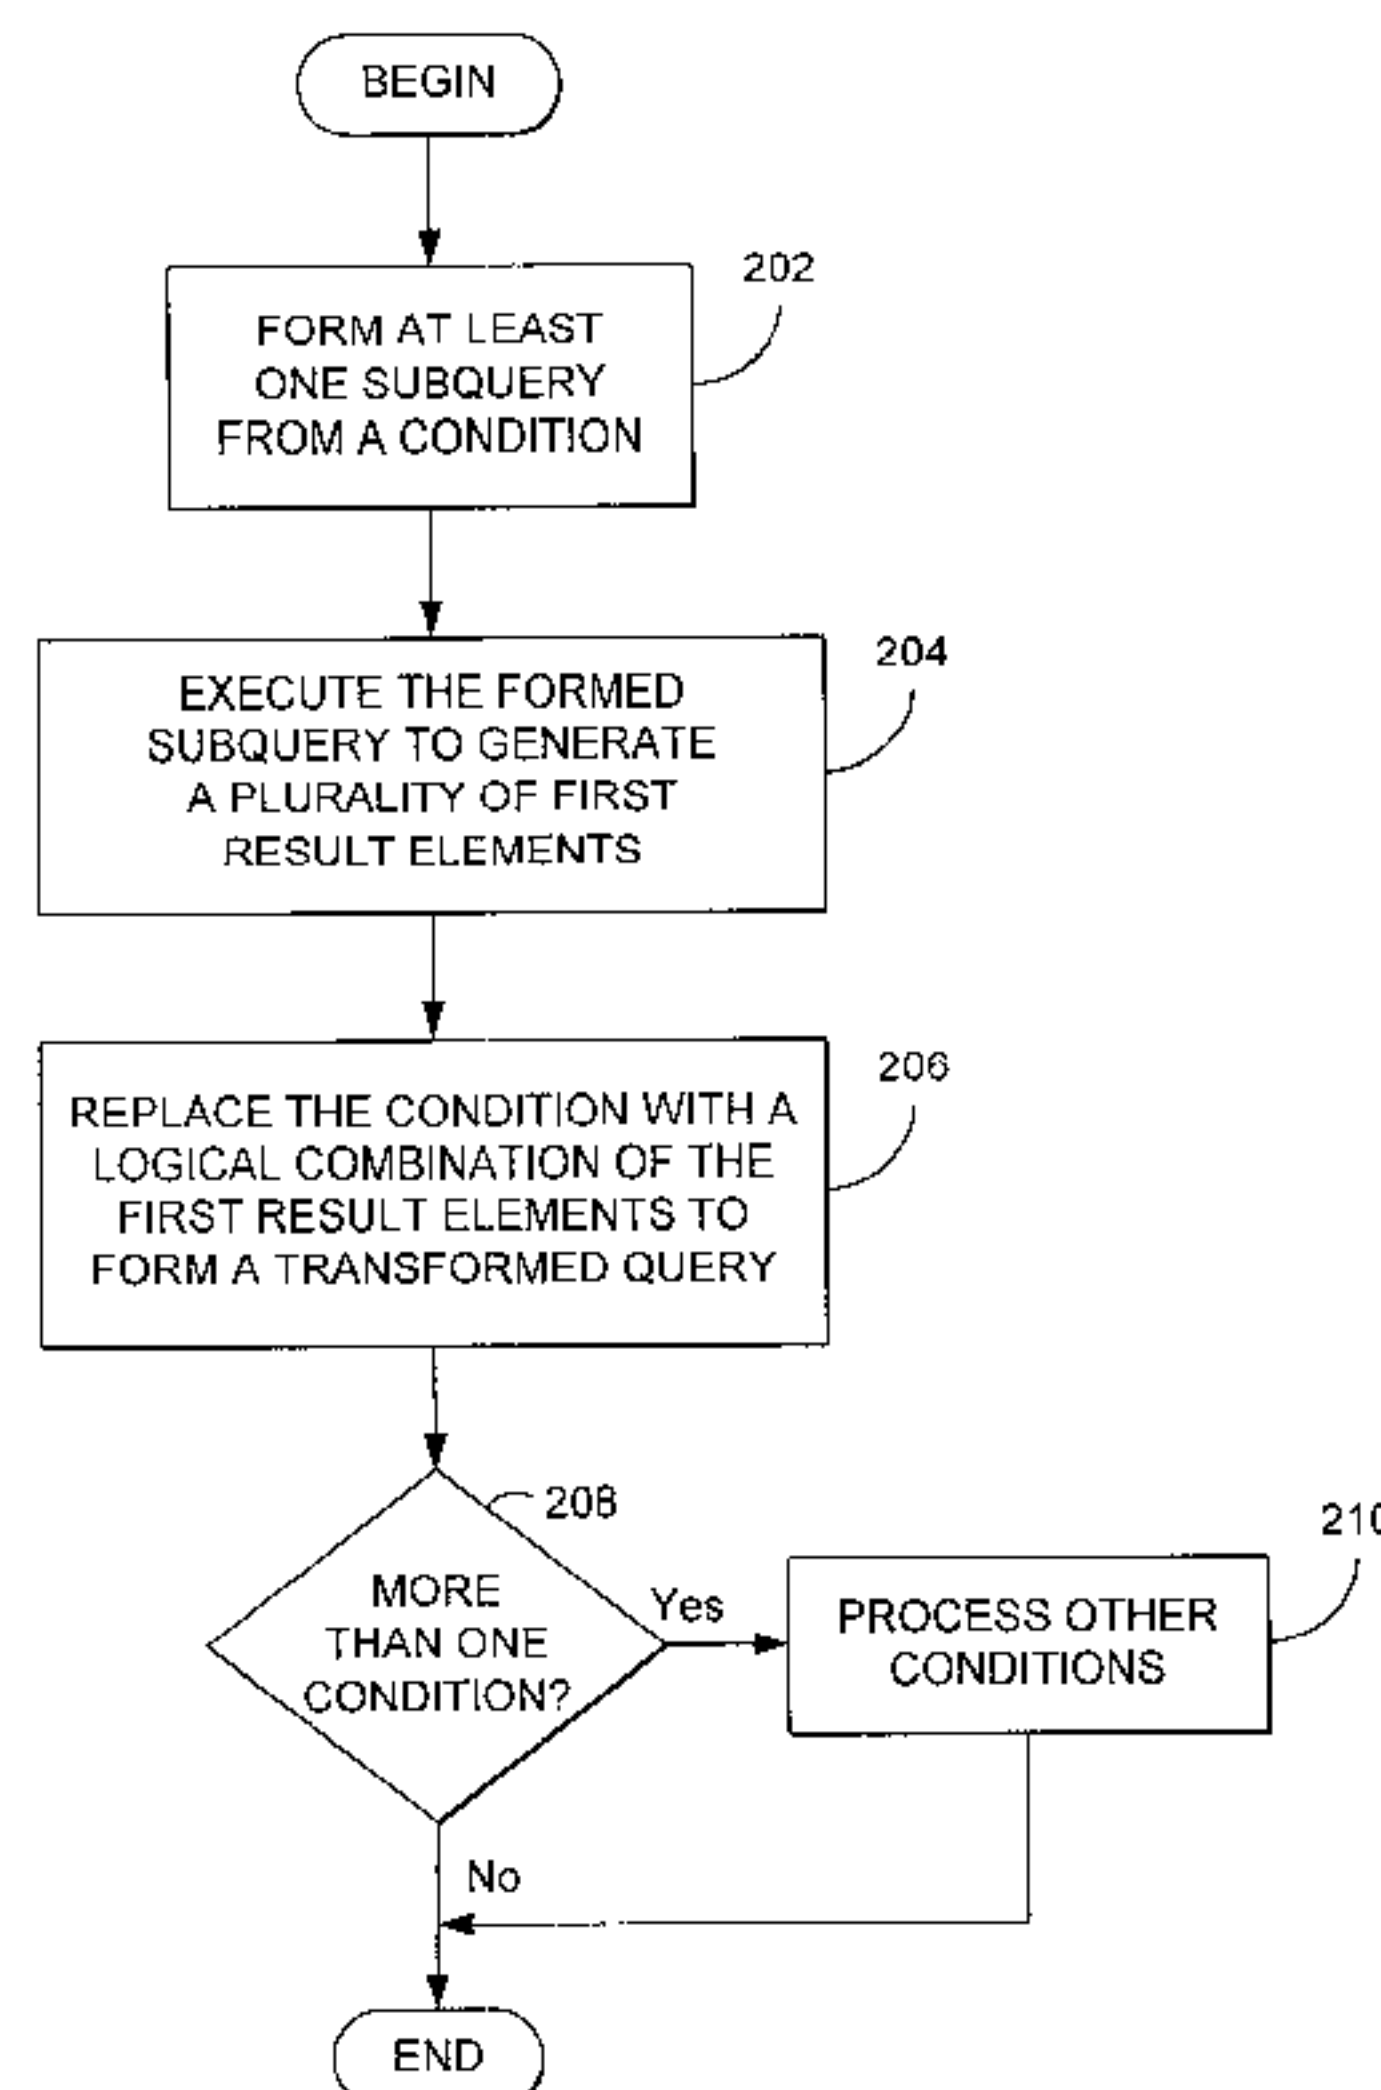 BEGIN
202
FORM AT LEAST
ONE SUBQUERY
FROM A CONDITION
204
EXECUTE THE FORMED
SUBQUERY TO GENERATE
A PLURALITY OF FIRST
RESULT ELEMENTS
206
REPLACE THE CONDITION WITH A
LOGICAL COMBINATION OF THE
FIRST RESULT ELEMENTS TO
FORM A TRANSFORMED QUERY
208
MORE
THAN ONE
CONDITION?
Yes
210
PROCESS OTHER
CONDITIONS
No
END